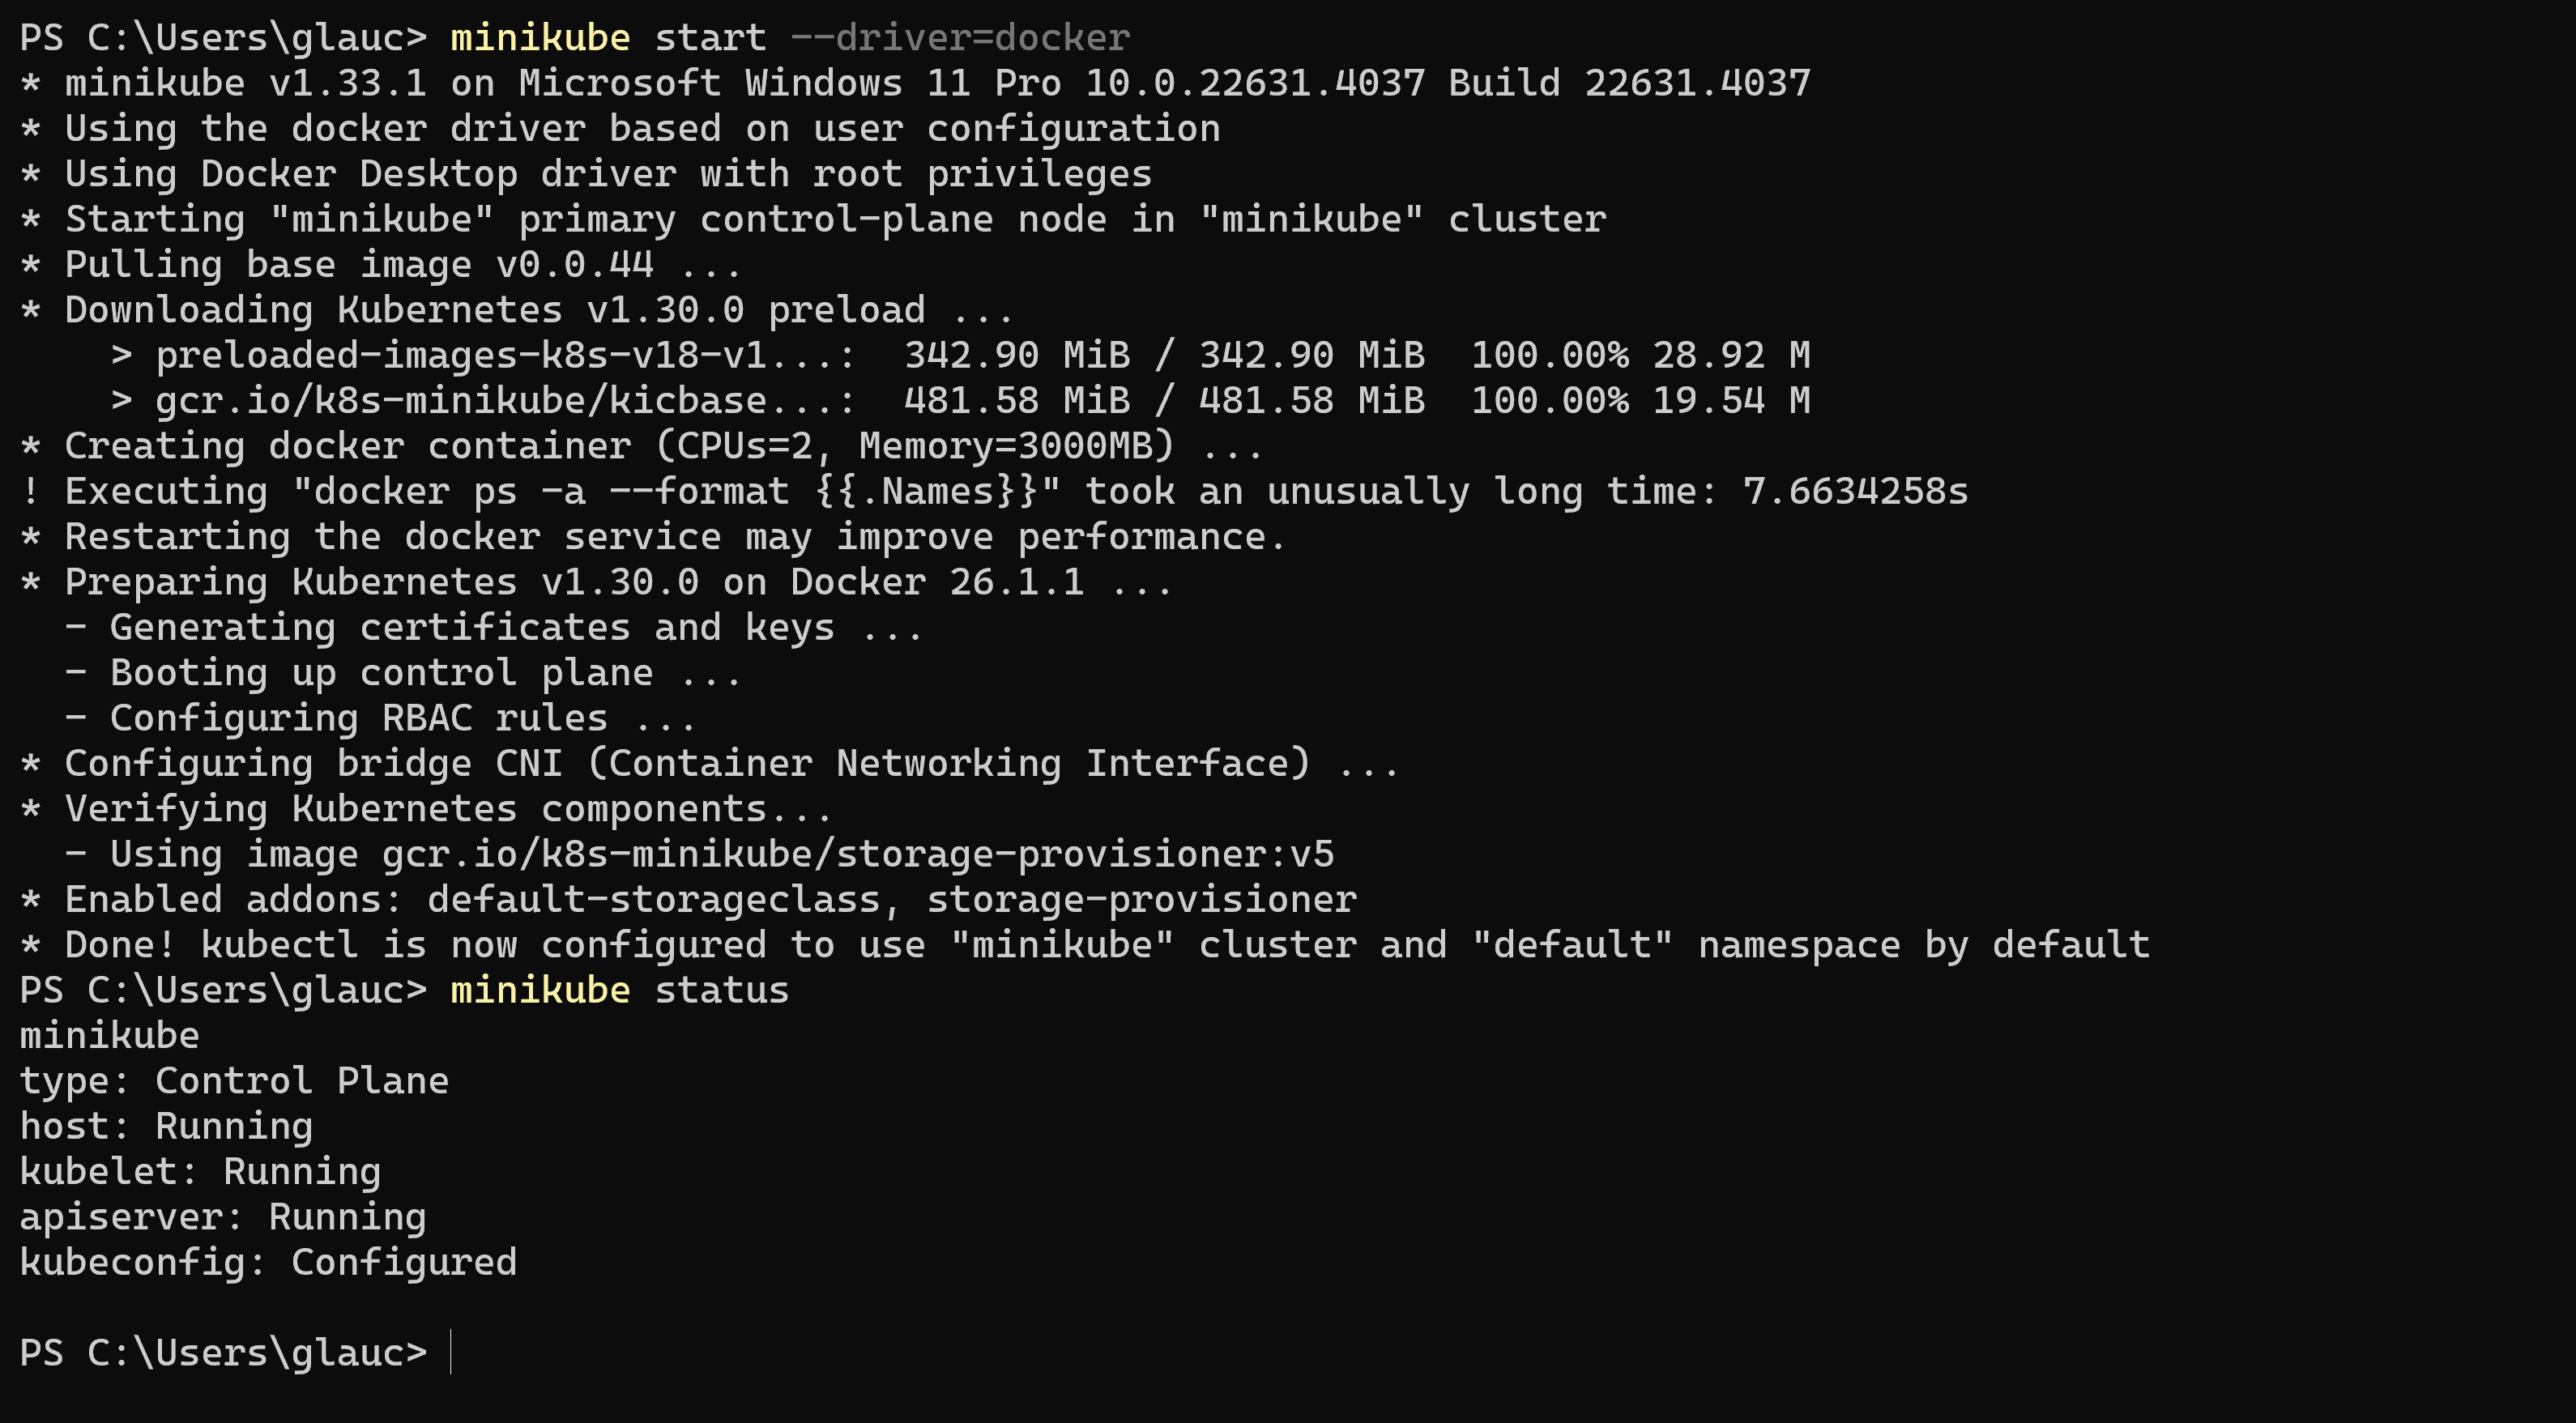 PS C:\Users\glauc> minikube start --driver=docker
* minikube v1.33.1 on Microsoft Windows 11 Pro 10.0.22631.4037 Build 22631.4037
* Using the docker driver based on user configuration
* Using Docker Desktop driver with root privileges
* Starting "minikube" primary control-plane node in "minikube" cluster
* Pulling base image v0.0.44 ...
* Downloading Kubernetes v1.30.0 preload ...
    > preloaded-images-k8s-v18-v1...:  342.90 MiB / 342.90 MiB  100.00% 28.92 M
    > gcr.io/k8s-minikube/kicbase...:  481.58 MiB / 481.58 MiB  100.00% 19.54 M
* Creating docker container (CPUs=2, Memory=3000MB) ...
! Executing "docker ps -a --format {{.Names}}" took an unusually long time: 7.6634258s
* Restarting the docker service may improve performance.
* Preparing Kubernetes v1.30.0 on Docker 26.1.1 ...
  - Generating certificates and keys ...
  - Booting up control plane ...
  - Configuring RBAC rules ...
* Configuring bridge CNI (Container Networking Interface) ...
* Verifying Kubernetes components...
  - Using image gcr.io/k8s-minikube/storage-provisioner:v5
* Enabled addons: default-storageclass, storage-provisioner
* Done! kubectl is now configured to use "minikube" cluster and "default" namespace by default
PS C:\Users\glauc> minikube status
minikube
type: Control Plane
host: Running
kubelet: Running
apiserver: Running
kubeconfig: Configured

PS C:\Users\glauc>